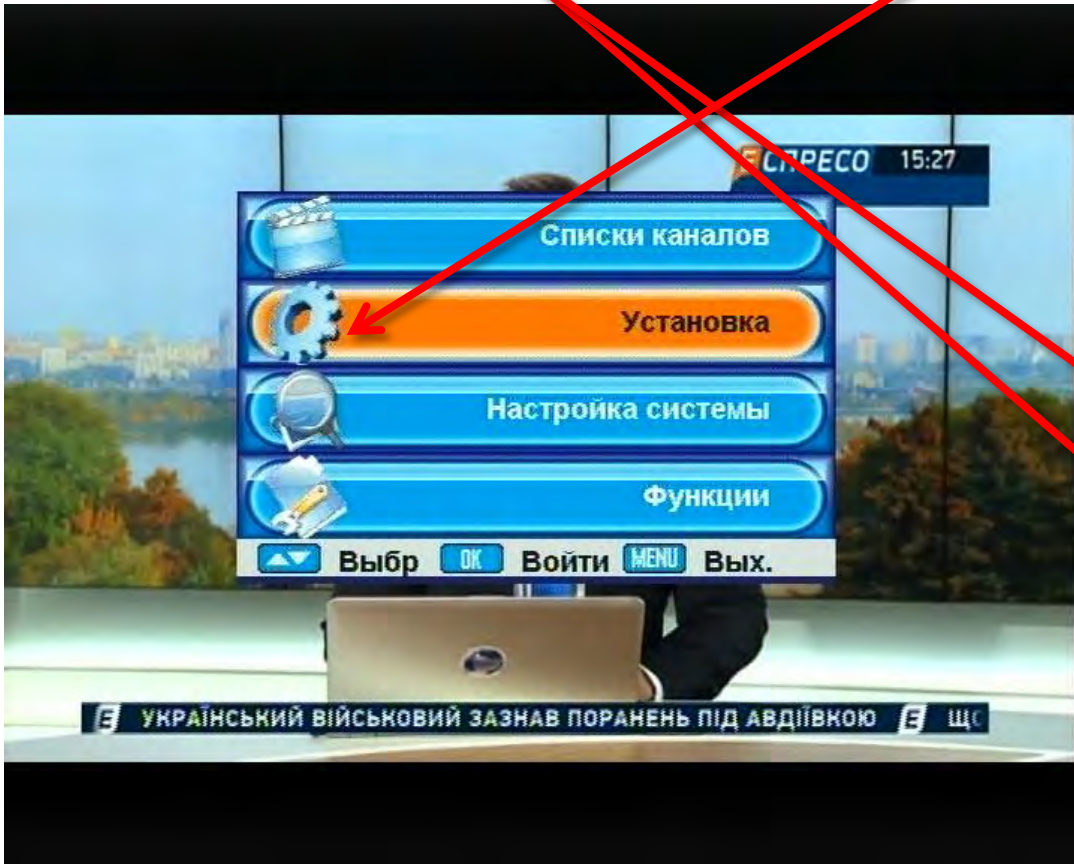 ЕСПРЕСО 15:27
Списки каналов
Установка
Настройка системы
Функции
Выбр OK Войти MENU Вых.
Е УКРАЇНСЬКИЙ ВІЙСЬКОВИЙ ЗАЗНАВ ПОРАНЕНЬ ПІД АВДІЇВКОЮ Е ЩО